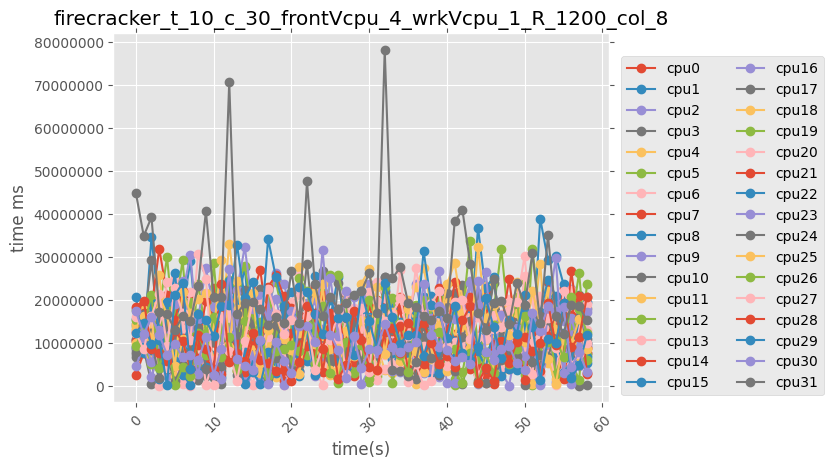 firecracker_t_10_c_30_frontVcpu_4_wrkVcpu_1_R_1200_col_8
80000000
70000000
60000000
50000000
40000000
30000000
20000000
10000000
0
time ms
0
10
20
30
40
50
60
time(s)
cpu0
cpu1
cpu2
cpu3
cpu4
cpu5
cpu6
cpu7
cpu8
cpu9
cpu10
cpu11
cpu12
cpu13
cpu14
cpu15
cpu16
cpu17
cpu18
cpu19
cpu20
cpu21
cpu22
cpu23
cpu24
cpu25
cpu26
cpu27
cpu28
cpu29
cpu30
cpu31